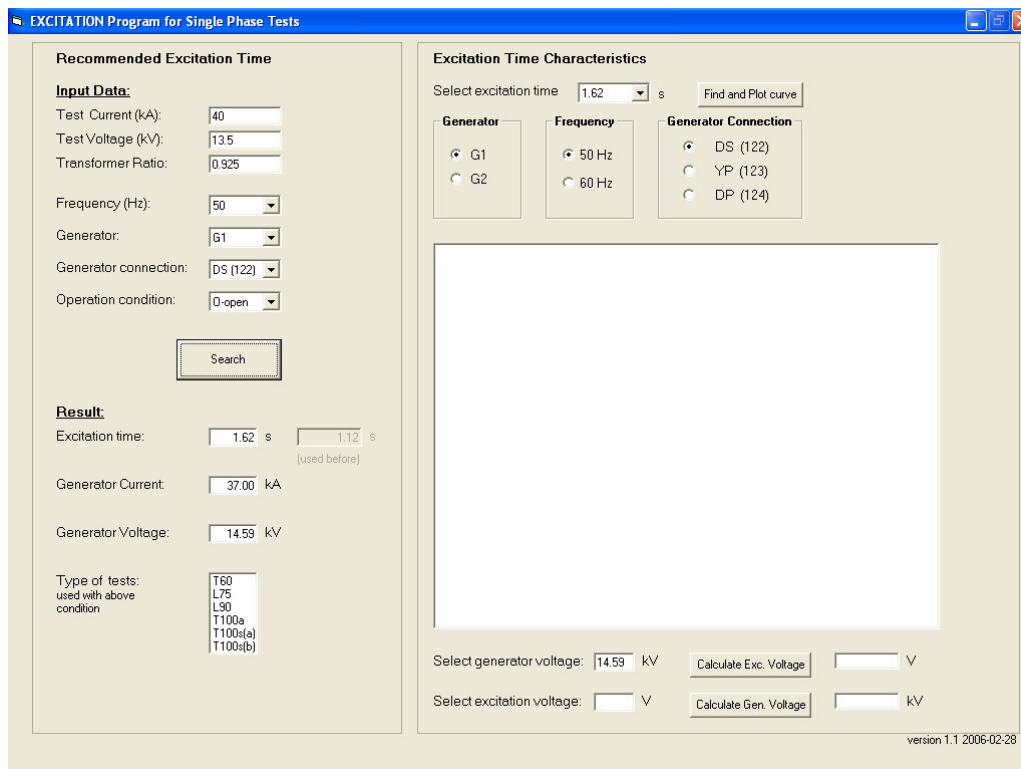 EXCITATION Program for Single Phase Tests
Recommended Excitation Time
Input Data:
Test Current (kA): 40
Test Voltage (kV): 13.5
Transformer Ratio: 0.925
Frequency (Hz): 50
Generator: G1
Generator connection: DS (122)
Operation condition: O-open
Search
Result:
Excitation time: 1.62 s 1.12 s
(used before)
Generator Current: 37.00 kA
Generator Voltage: 14.59 kV
Type of tests:
used with above
condition
T60
L75
L90
T100a
T100s(a)
T100s(b)
Excitation Time Characteristics
Select excitation time 1.62 s Find and Plot curve
Generator
G1
G2
Frequency
50 Hz
60 Hz
Generator Connection
DS (122)
YP (123)
DP (124)
Select generator voltage: 14.59 kV Calculate Exc. Voltage V
Select excitation voltage: V Calculate Gen. Voltage kV
version 1.1 2006-02-28